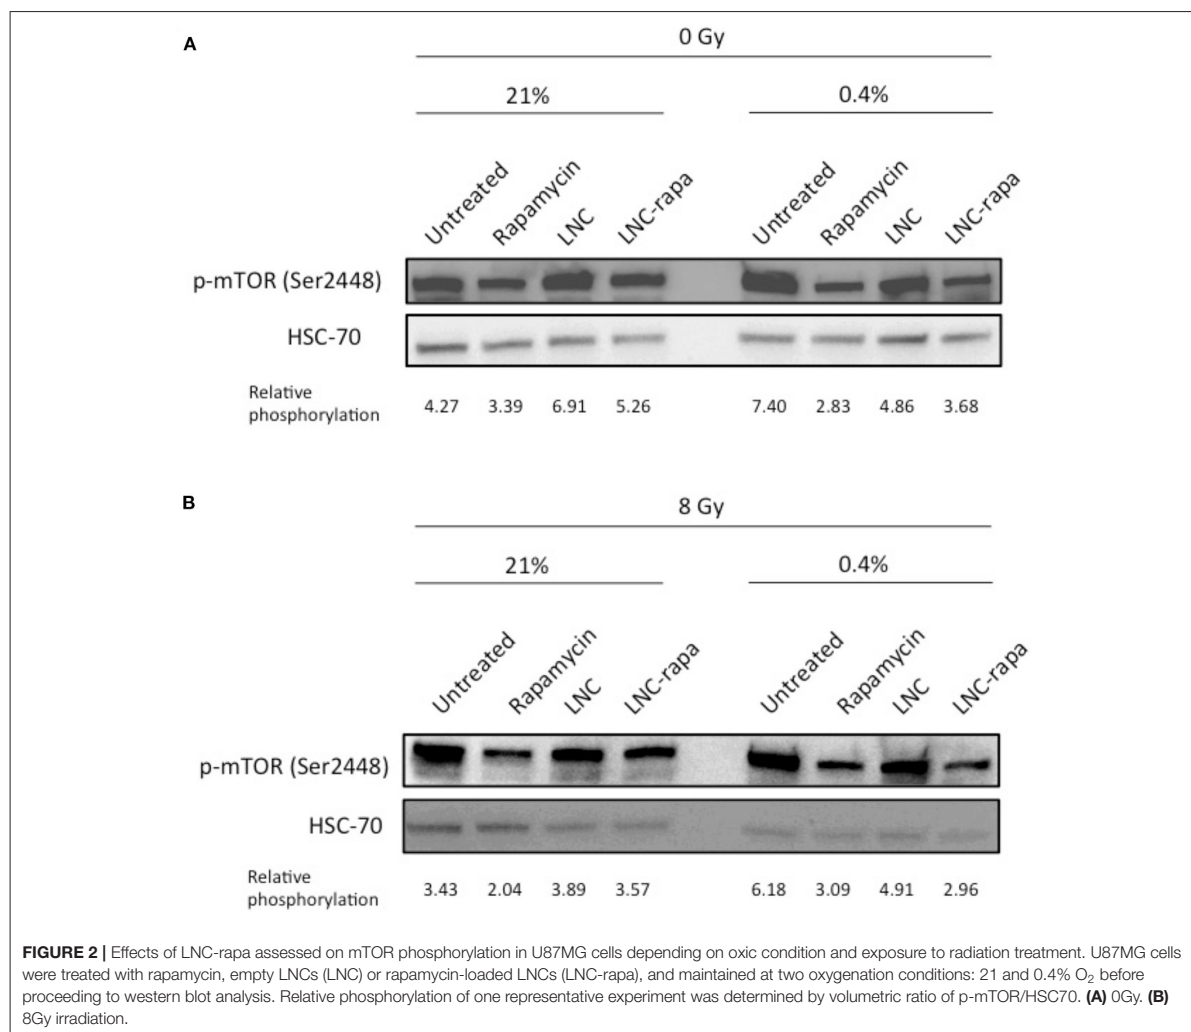 A
0 Gy
21%
0.4%
Untreated
Rapamycin
LNC
LNC-rapa
Untreated
Rapamycin
LNC
LNC-rapa
p-mTOR (Ser2448)
HSC-70
Relative
phosphorylation
4.27 3.39 6.91 5.26 7.40 2.83 4.86 3.68
B
8 Gy
21%
0.4%
Untreated
Rapamycin
LNC
LNC-rapa
Untreated
Rapamycin
LNC
LNC-rapa
p-mTOR (Ser2448)
HSC-70
Relative
phosphorylation
3.43 2.04 3.89 3.57 6.18 3.09 4.91 2.96
FIGURE 2 | Effects of LNC-rapa assessed on mTOR phosphorylation in U87MG cells depending on oxic condition and exposure to radiation treatment. U87MG cells
were treated with rapamycin, empty LNCs (LNC) or rapamycin-loaded LNCs (LNC-rapa), and maintained at two oxygenation conditions: 21 and 0.4% O₂ before
proceeding to western blot analysis. Relative phosphorylation of one representative experiment was determined by volumetric ratio of p-mTOR/HSC70. (A) 0Gy. (B)
8Gy irradiation.